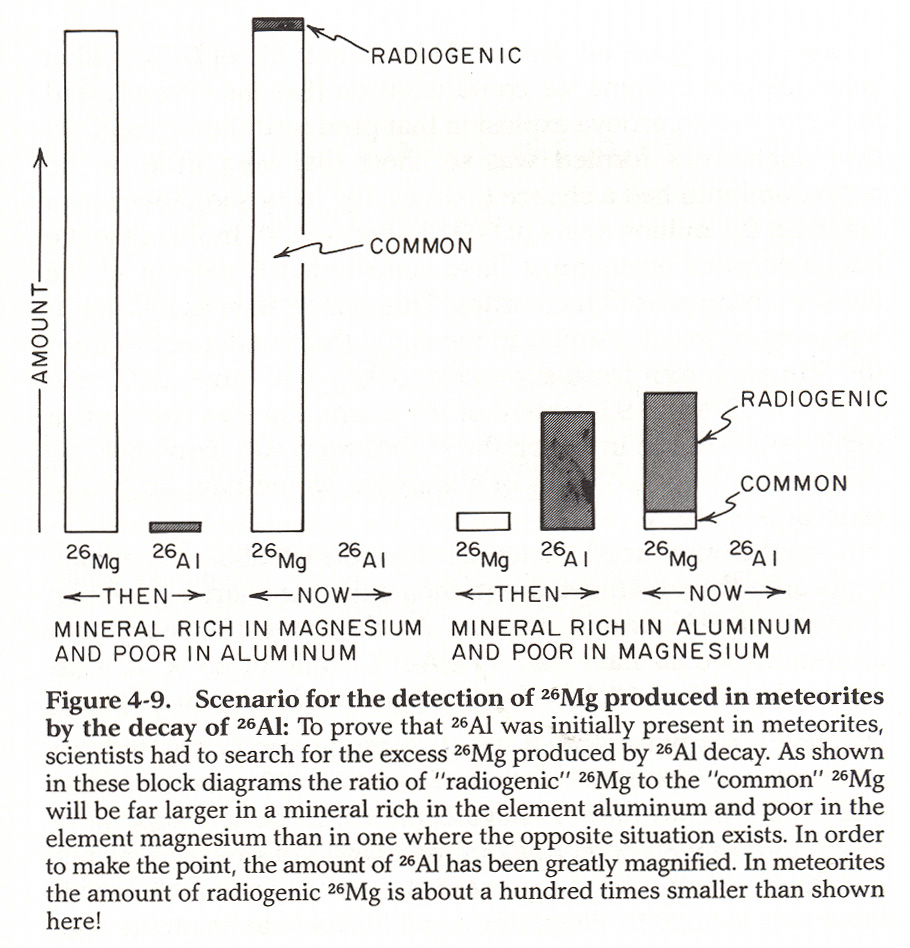 RADIOGENIC
COMMON
AMOUNT
RADIOGENIC
COMMON
26Mg 26Al 26Mg 26Al 26Mg 26Al 26Mg 26Al
←THEN→ ←NOW→ ←THEN→ ←NOW→
MINERAL RICH IN MAGNESIUM
AND POOR IN ALUMINUM
MINERAL RICH IN ALUMINUM
AND POOR IN MAGNESIUM
Figure 4-9. Scenario for the detection of ²⁶Mg produced in meteorites
by the decay of ²⁶Al: To prove that ²⁶Al was initially present in meteorites,
scientists had to search for the excess ²⁶Mg produced by ²⁶Al decay. As shown
in these block diagrams the ratio of "radiogenic" ²⁶Mg to the "common" ²⁶Mg
will be far larger in a mineral rich in the element aluminum and poor in the
element magnesium than in one where the opposite situation exists. In order
to make the point, the amount of ²⁶Al has been greatly magnified. In meteorites
the amount of radiogenic ²⁶Mg is about a hundred times smaller than shown
here!